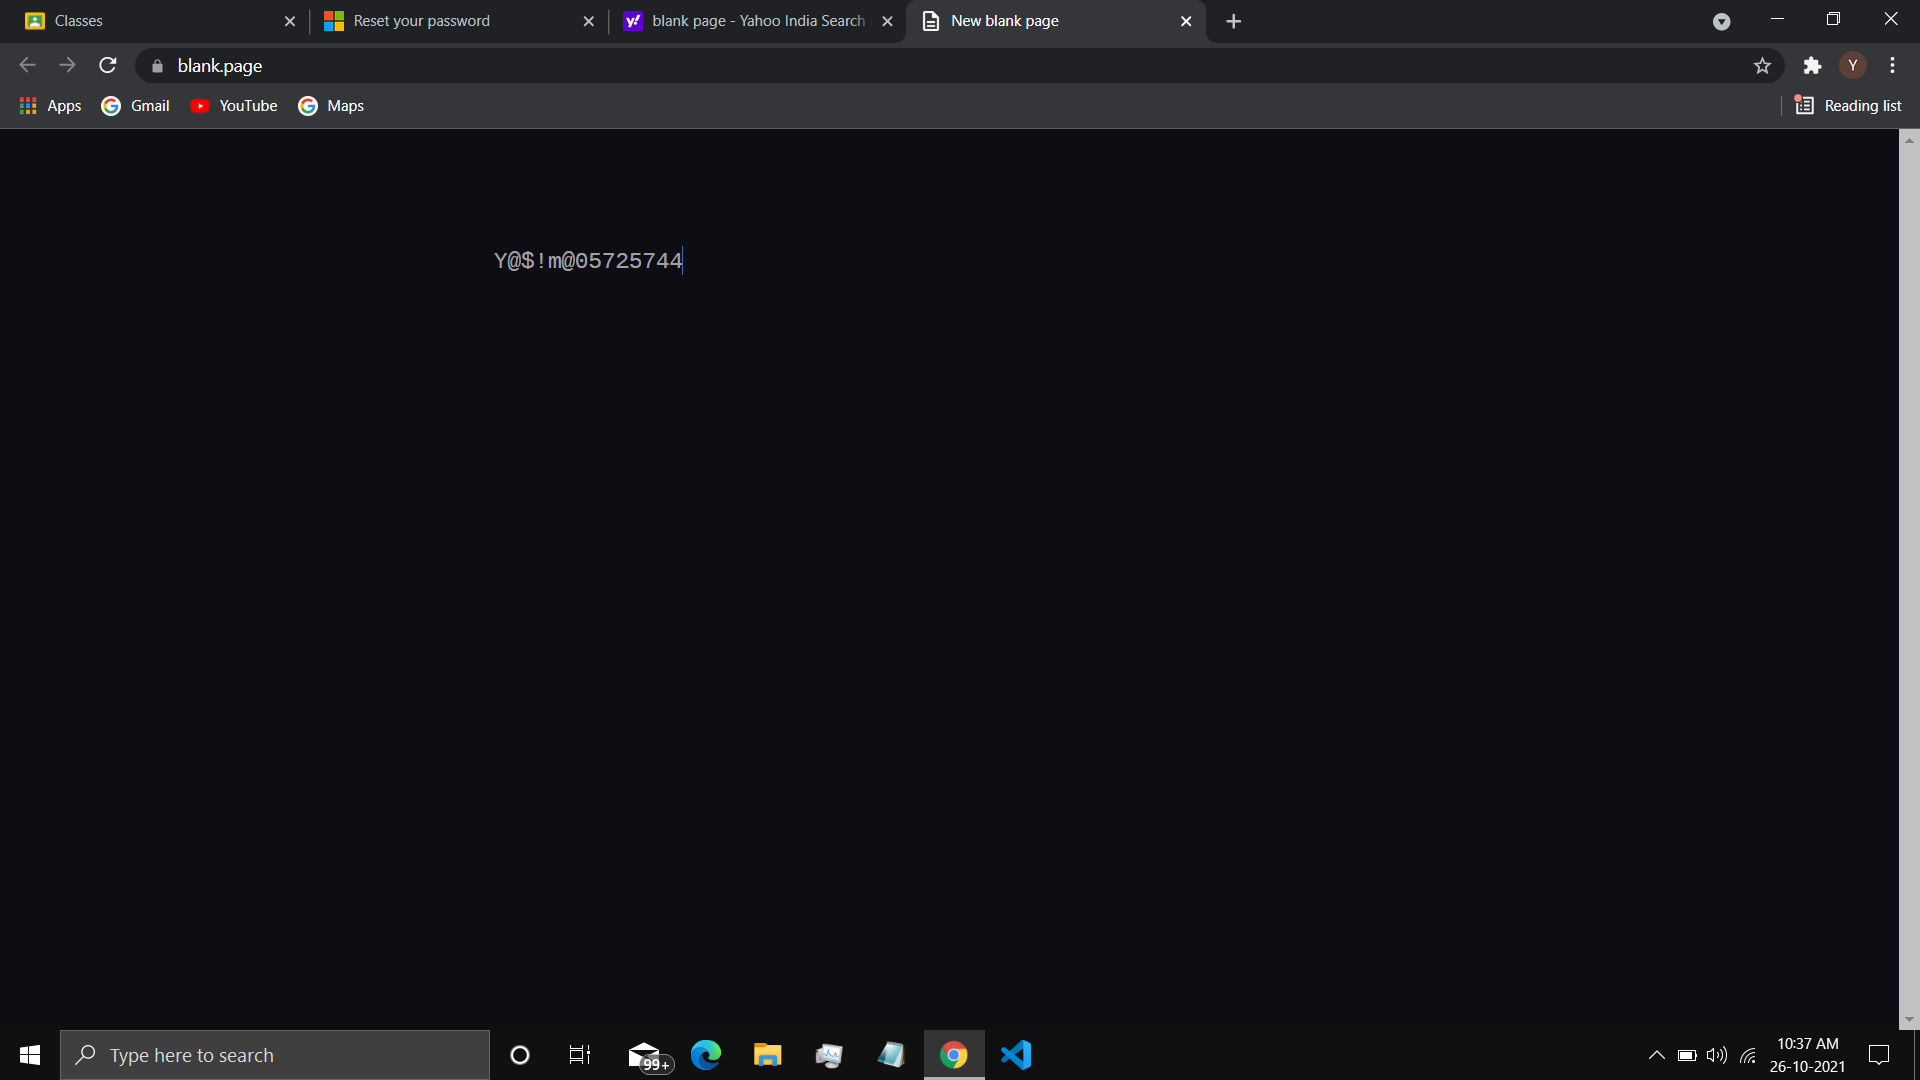 Classes
Reset your password
blank page - Yahoo India Search
New blank page
blank.page
Y
Apps
Gmail
YouTube
Maps
Reading list
Y@$!m@05725744
Type here to search
99+
10:37 AM
26-10-2021